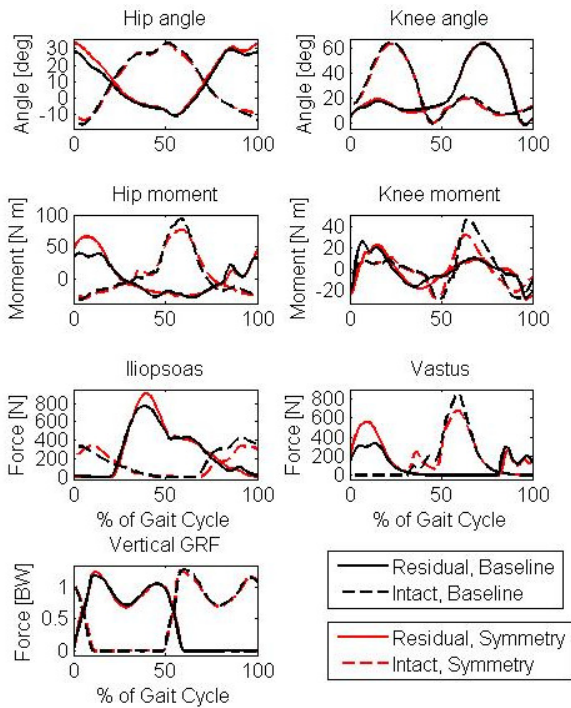 Hip angle
Knee angle
Angle [deg]
30
20
10
0
-10
0
50
100
Angle [deg]
60
40
20
0
0
50
100
Hip moment
Knee moment
Moment [N m]
100
50
0
0
50
100
Moment [N m]
40
20
0
-20
0
50
100
Iliopsoas
Vastus
Force [N]
800
600
400
200
0
0
50
100
% of Gait Cycle
Force [N]
800
600
400
200
0
0
50
100
% of Gait Cycle
Vertical GRF
Force [BW]
1
0.5
0
0
50
100
% of Gait Cycle
Residual, Baseline
Intact, Baseline
Residual, Symmetry
Intact, Symmetry